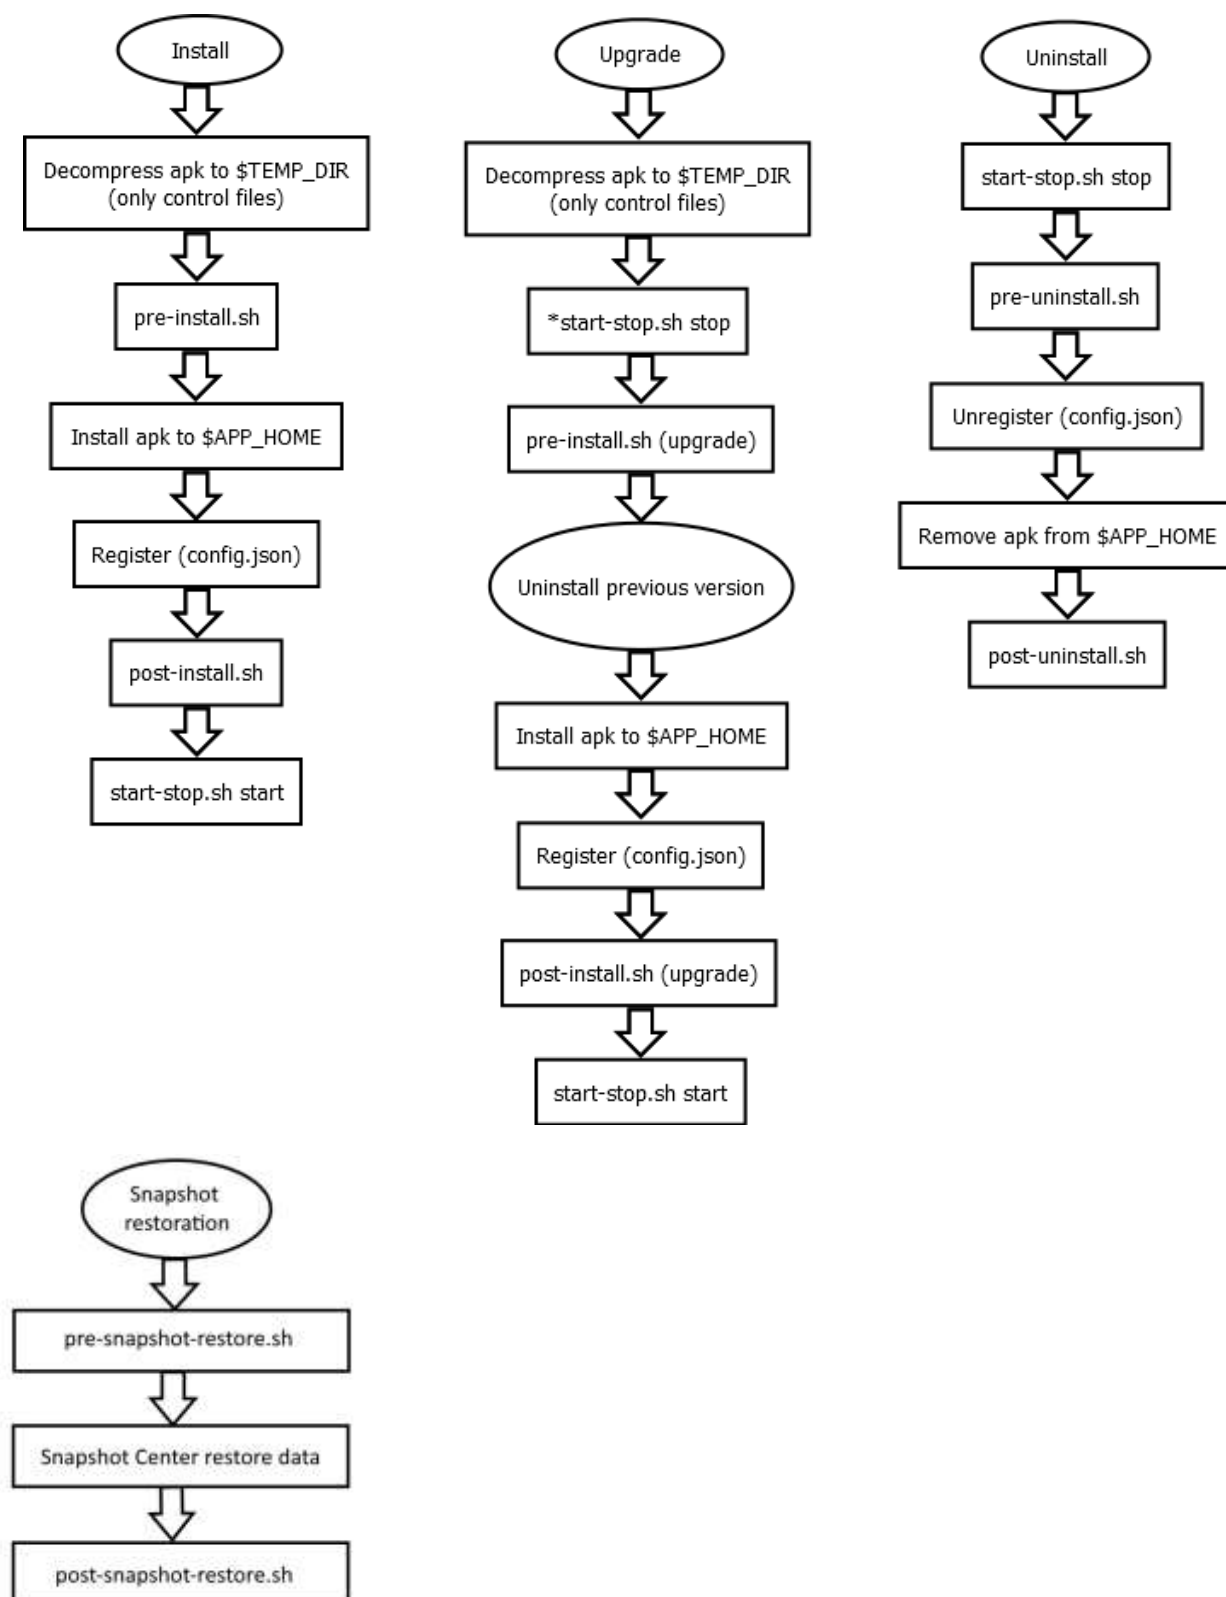 Install
Decompress apk to $TEMP_DIR
(only control files)
pre-install.sh
Install apk to $APP_HOME
Register (config.json)
post-install.sh
start-stop.sh start
Upgrade
Decompress apk to $TEMP_DIR
(only control files)
*start-stop.sh stop
pre-install.sh (upgrade)
Uninstall previous version
Install apk to $APP_HOME
Register (config.json)
post-install.sh (upgrade)
start-stop.sh start
Uninstall
start-stop.sh stop
pre-uninstall.sh
Unregister (config.json)
Remove apk from $APP_HOME
post-uninstall.sh
Snapshot
restoration
pre-snapshot-restore.sh
Snapshot Center restore data
post-snapshot-restore.sh